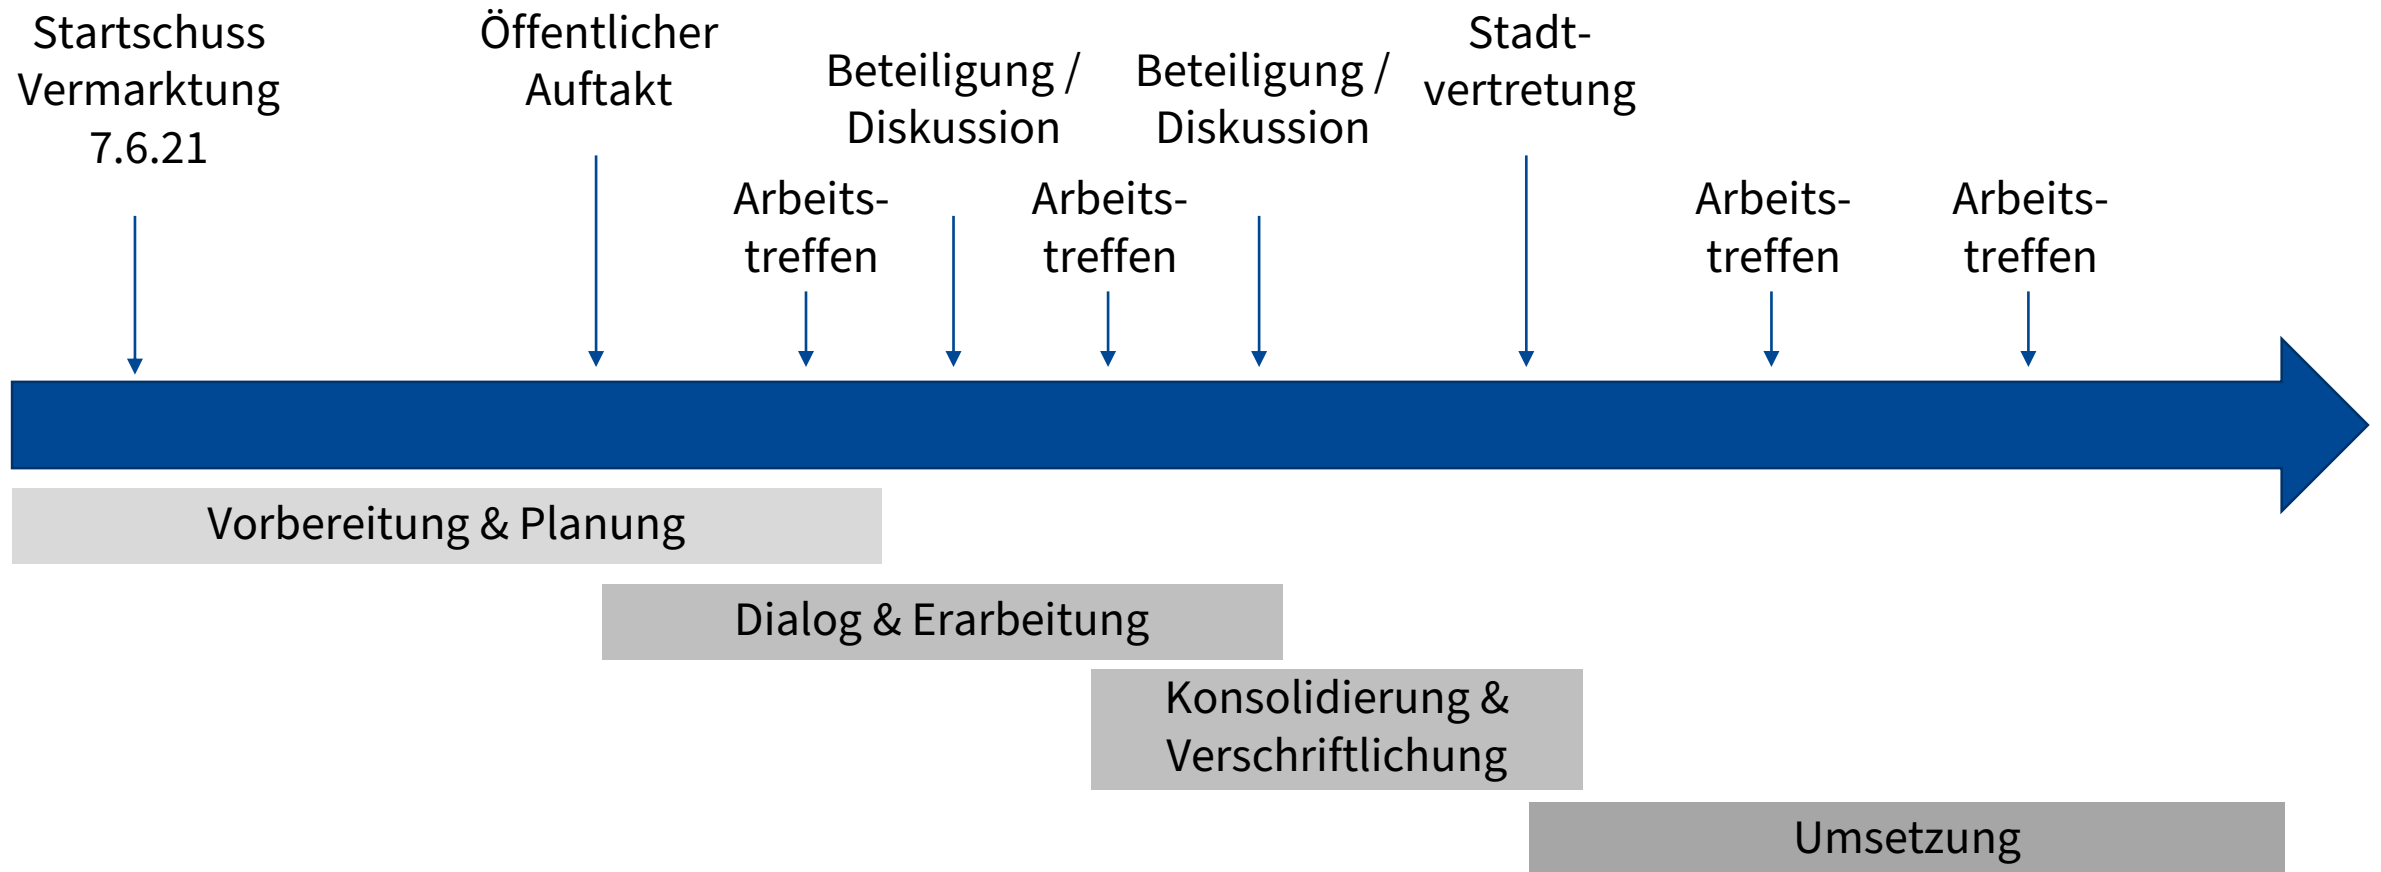 Startschuss
Vermarktung
7.6.21
Öffentlicher
Auftakt
Arbeits-
treffen
Beteiligung /
Diskussion
Arbeits-
treffen
Beteiligung /
Diskussion
Stadt-
vertretung
Arbeits-
treffen
Arbeits-
treffen
Vorbereitung & Planung
Dialog & Erarbeitung
Konsolidierung &
Verschriftlichung
Umsetzung